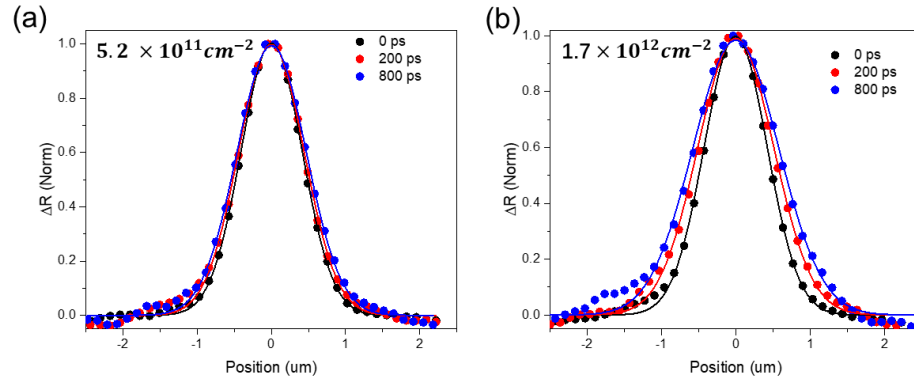 (a)
5.2 × 10¹¹cm⁻²
0 ps
200 ps
800 ps
1.0
0.8
0.6
0.4
0.2
0.0
ΔR (Norm)
-2
-1
0
1
2
Position (um)
(b)
1.7 × 10¹²cm⁻²
0 ps
200 ps
800 ps
1.0
0.8
0.6
0.4
0.2
0.0
ΔR (Norm)
-2
-1
0
1
2
Position (um)